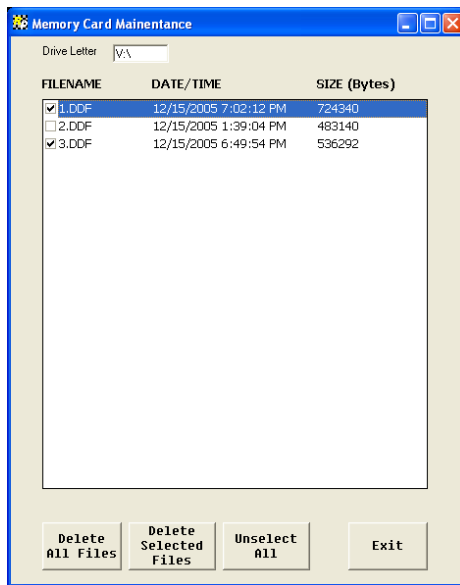 Memory Card Mainentance
Drive Letter V:\
FILENAME DATE/TIME SIZE (Bytes)
1.DDF 12/15/2005 7:02:12 PM 724340
2.DDF 12/15/2005 1:39:04 PM 483140
3.DDF 12/15/2005 6:49:54 PM 536292
Delete
All Files
Delete
Selected
Files
Unselect
All
Exit